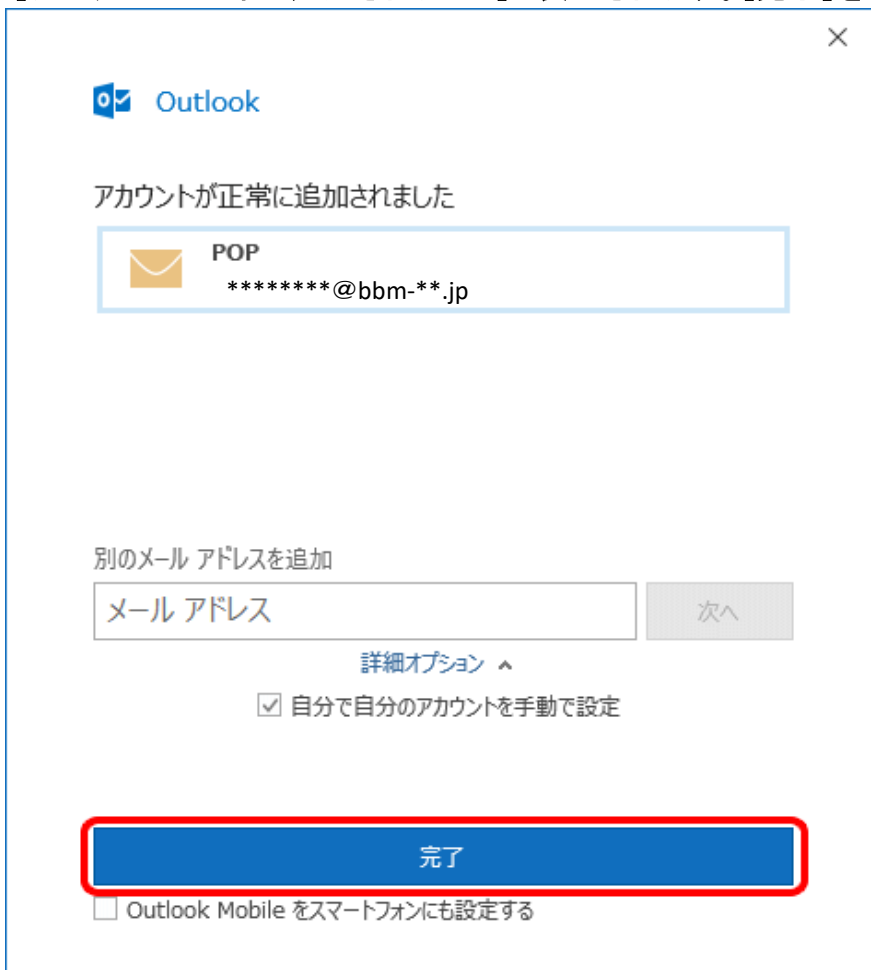 Outlook
アカウントが正常に追加されました
POP
********@bbm-**.jp
別のメール アドレスを追加
メール アドレス
次へ
詳細オプション
自分で自分のアカウントを手動で設定
完了
Outlook Mobile をスマートフォンにも設定する